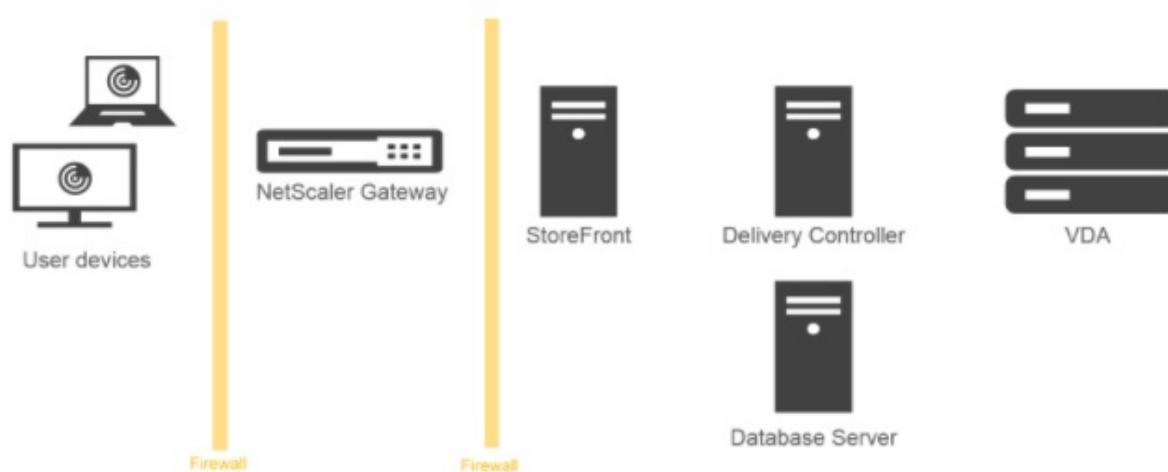 NetScaler Gateway
StoreFront
Delivery Controller
VDA
User devices
Database Server
Firewall
Firewall